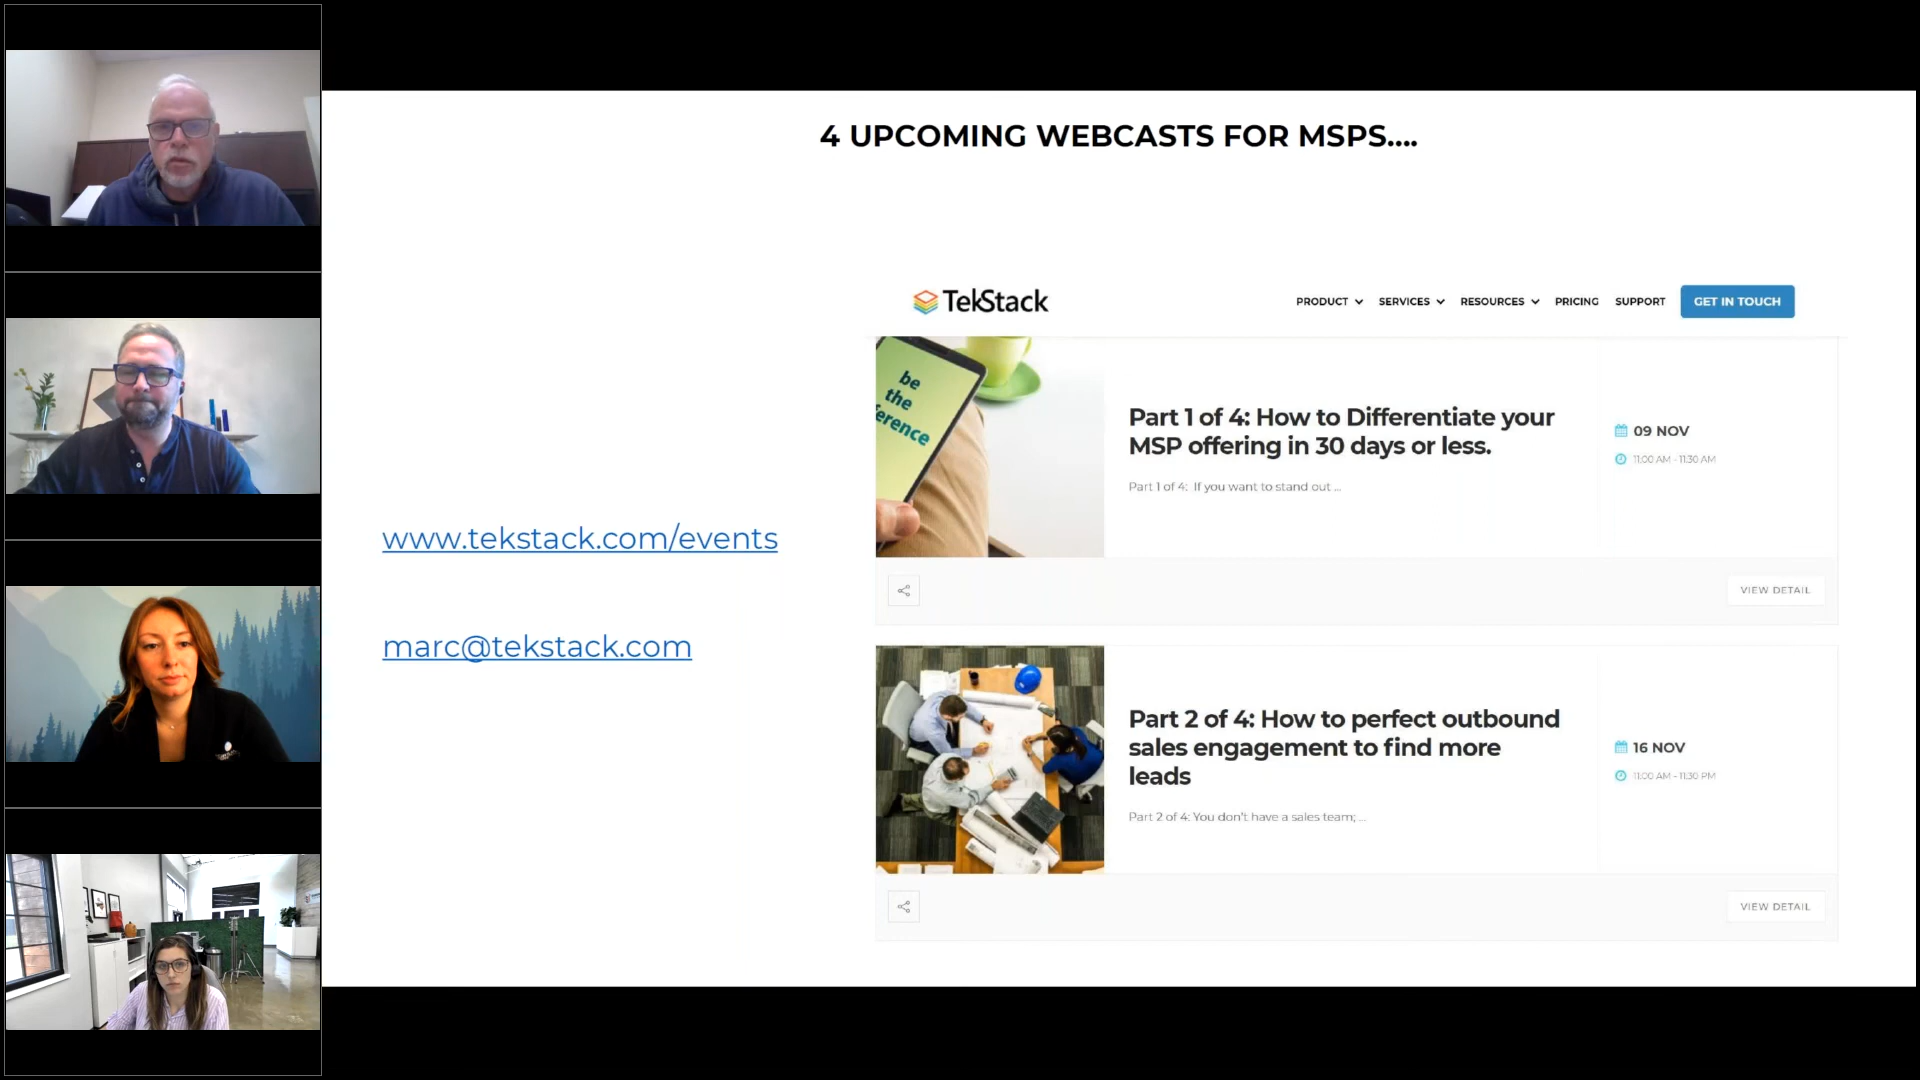 4 UPCOMING WEBCASTS FOR MSPS....
TekStack
PRODUCT SERVICES RESOURCES PRICING SUPPORT GET IN TOUCH
be
the
erence
Part 1 of 4: How to Differentiate your
MSP offering in 30 days or less.
Part 1 of 4: If you want to stand out ...
09 NOV
11:00 AM - 11:30 AM
VIEW DETAIL
www.tekstack.com/events
marc@tekstack.com
Part 2 of 4: How to perfect outbound
sales engagement to find more
leads
Part 2 of 4: You don't have a sales team; ...
16 NOV
11:00 AM - 11:30 PM
VIEW DETAIL